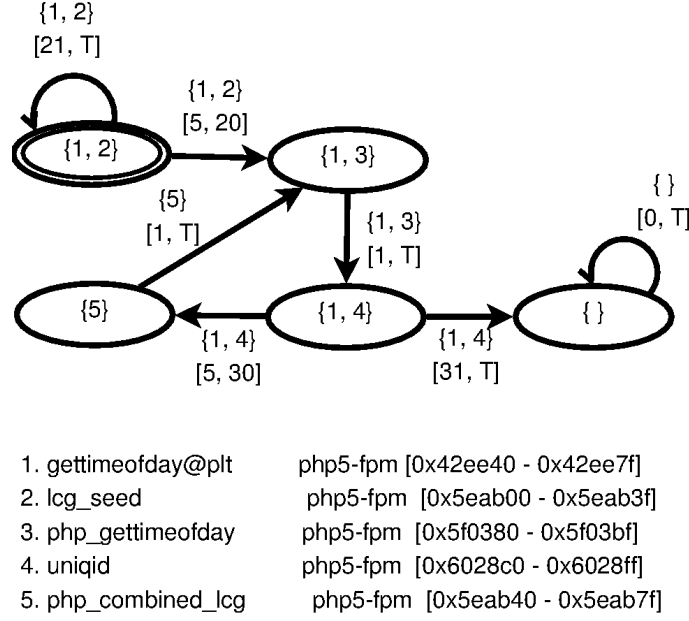 {1, 2}
[21, T]
{1, 2}
[5, 20]
{1, 2}
{1, 3}
{ }
[0, T]
{5}
[1, T]
{1, 3}
[1, T]
{5}
{1, 4}
{ }
{1, 4}
[5, 30]
{1, 4}
[31, T]
1. gettimeofday@plt php5-fpm [0x42ee40 - 0x42ee7f]
2. lcg_seed php5-fpm [0x5eab00 - 0x5eab3f]
3. php_gettimeofday php5-fpm [0x5f0380 - 0x5f03bf]
4. uniqid php5-fpm [0x6028c0 - 0x6028ff]
5. php_combined_lcg php5-fpm [0x5eab40 - 0x5eab7f]